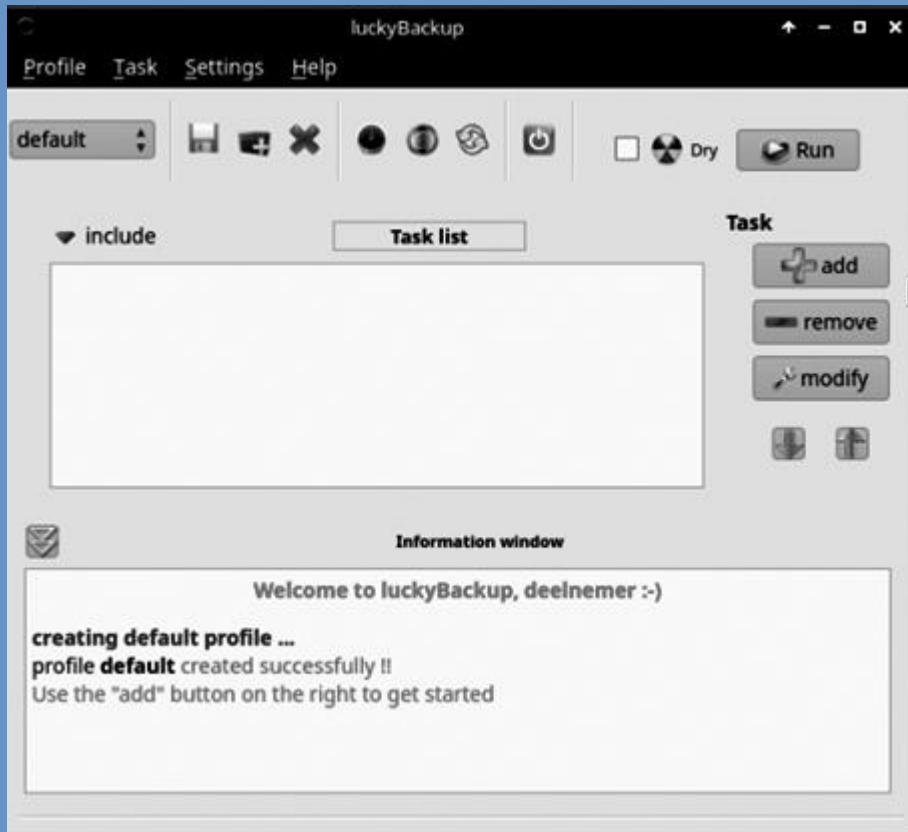 luckyBackup
Profile Task Settings Help
default
Dry
Run
include
Task list
Task
add
remove
modify
Information window
Welcome to luckyBackup, deelnemer :-)
creating default profile ...
profile default created successfully !!
Use the "add" button on the right to get started